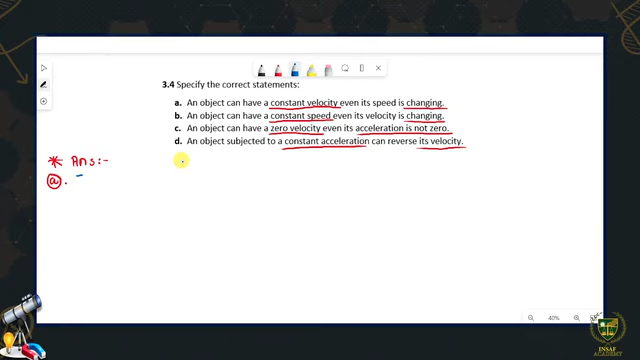 3.4 Specify the correct statements:
a. An object can have a constant velocity even its speed is changing.
b. An object can have a constant speed even its velocity is changing.
c. An object can have a zero velocity even its acceleration is not zero.
d. An object subjected to a constant acceleration can reverse its velocity.
* Ans:-
a.
40%
INSAF
ACADEMY